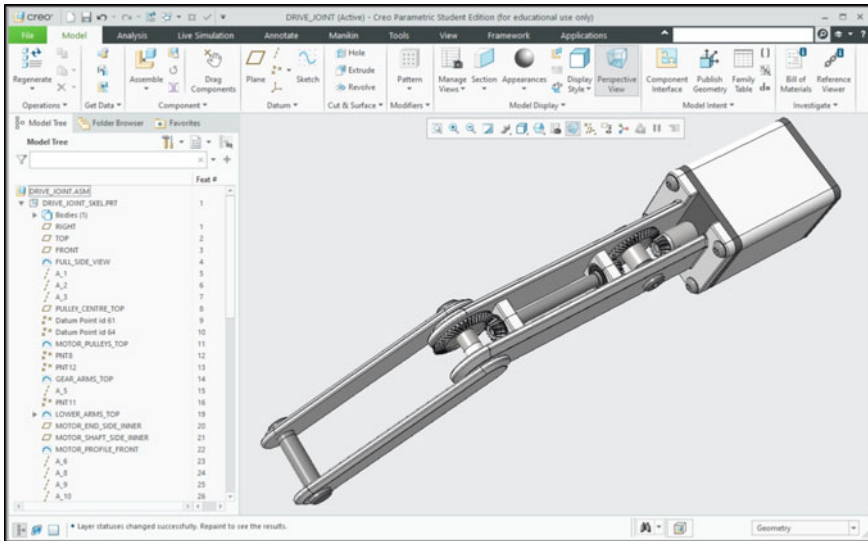 creo
DRIVE_JOINT (Active) - Creo Parametric Student Edition (for educational use only)
File Model Analysis Live Simulation Annotate Manikin Tools View Framework Applications
Regenerate
Operations
Get Data
Assemble
Drag Components
Component
Plane
Sketch
Datum
Hole
Extrude
Revolve
Cut & Surface
Pattern
Modifiers
Manage Views
Section
Appearances
Display Style
Perspective View
Model Display
Component Interface
Publish Geometry
Family Table
d=
Model Intent
Bill of Materials
Reference Viewer
Investigate
Model Tree Folder Browser Favorites
Model Tree
Feat #
DRIVE_JOINT.ASM
DRIVE_JOINT_SKEL.PRT 1
Bodies (1)
RIGHT 1
TOP 2
FRONT 3
FULL_SIDE_VIEW 4
A_1 5
A_2 6
A_3 7
PULLEY_CENTRE_TOP 8
Datum Point id 61 9
Datum Point id 64 10
MOTOR_PULLEYS_TOP 11
PNT8 12
PNT12 13
GEAR_ARMS_TOP 14
A_5 15
PNT11 16
LOWER_ARMS_TOP 19
MOTOR_END_SIDE_INNER 20
MOTOR_SHAFT_SIDE_INNER 21
MOTOR_PROFILE_FRONT 22
A_6 23
A_8 24
A_9 25
A_10 26
• Layer statuses changed successfully. Repaint to see the results.
Geometry